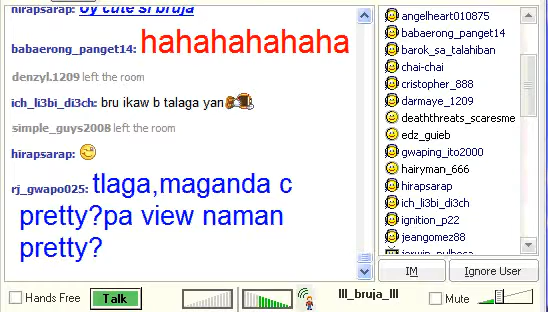 hirapsarap: Uy cute si bruja
babaerong_panget14: hahahahahaha
denzyl.1209 left the room
ich_li3bi_di3ch: bru ikaw b talaga yan
simple_guys2008 left the room
hirapsarap:
rj_gwapo025: tlaga,maganda c
pretty?pa view naman
pretty?
angelheart010875
babaerong_panget14
barok_sa_talahiban
chai-chai
cristopher_888
darmaye_1209
deaththreats_scaresme
edz_guieb
gwaping_ito2000
hairyman_666
hirapsarap
ich_li3bi_di3ch
ignition_p22
jeangomez88
IM
Ignore User
Hands Free
Talk
lll_bruja_lll
Mute